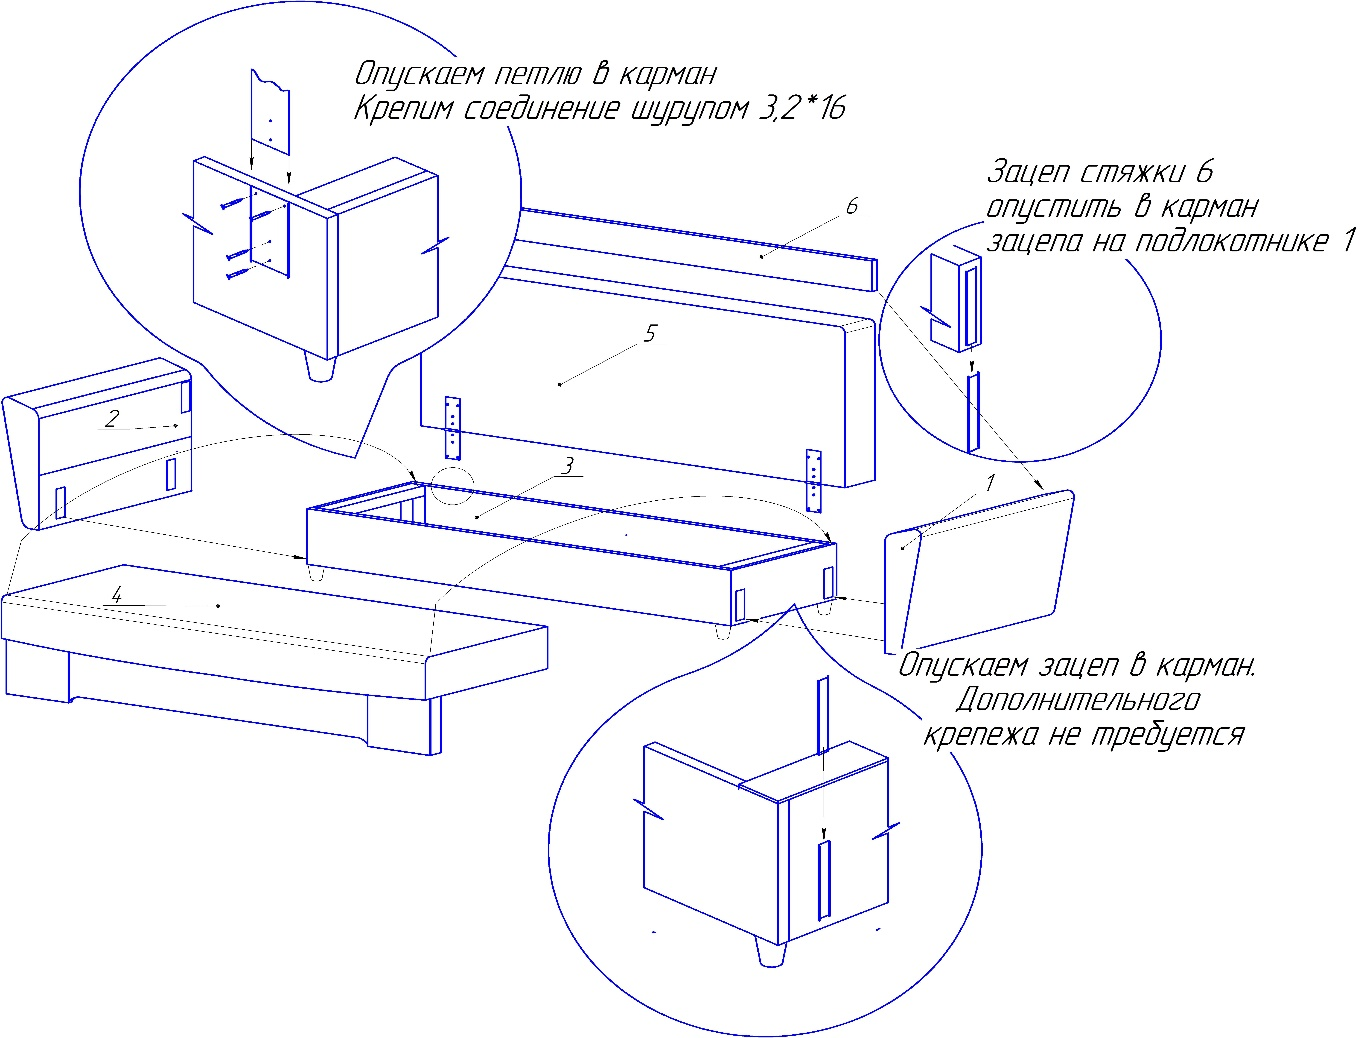 Опускаем петлю в карман
Крепим соединение шурупом 3,2*16
Зацеп стяжки 6
опустить в карман
зацепа на подлокотнике 1
6
5
2
3
1
4
Опускаем зацеп в карман.
Дополнительного
крепежа не требуется